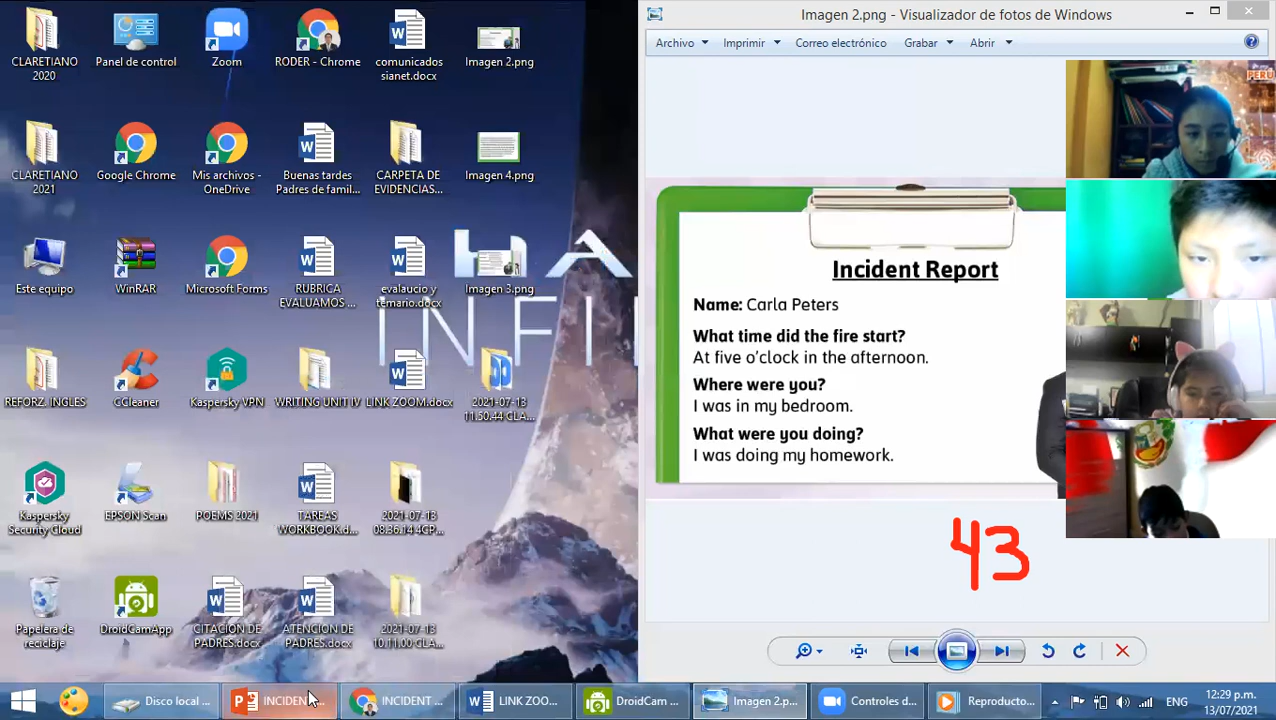 CLARETIANO 2020
Panel de control
Zoom
RODER - Chrome
comunicados sianet.docx
Imagen 2.png
CLARETIANO 2021
Google Chrome
Mis archivos - OneDrive
Buenas tardes Padres de famil...
CARPETA DE EVIDENCIAS...
Imagen 4.png
Este equipo
WinRAR
Microsoft Forms
RUBRICA EVALUAMOS ...
evalaucio y temario.docx
Imagen 3.png
REFORZ. INGLES
CCleaner
Kaspersky VPN
WRITING UNIT IV
LINK ZOOM.docx
2021-07-13 11.50.44 CLA...
Kaspersky Security Cloud
EPSON Scan
POEMS 2021
TAREAS WORKBOOK.d...
2021-07-13 08.36.14 4CP...
Papelera de reciclaje
DroidCamApp
CITACION DE PADRES.docx
ATENCION DE PADRES.docx
2021-07-13 10.11.00 CLA...
HA
INFI
Imagen 2.png - Visualizador de fotos de Windows
Archivo Imprimir Correo electrónico Grabar Abrir
PERÚ
Incident Report
Name: Carla Peters
What time did the fire start?
At five o'clock in the afternoon.
Where were you?
I was in my bedroom.
What were you doing?
I was doing my homework.
43
Disco local ...
INCIDEN...
INCIDENT ...
LINK ZOO...
DroidCam ...
Imagen 2.p...
Controles d...
Reproducto...
ENG
12:29 p.m.
13/07/2021